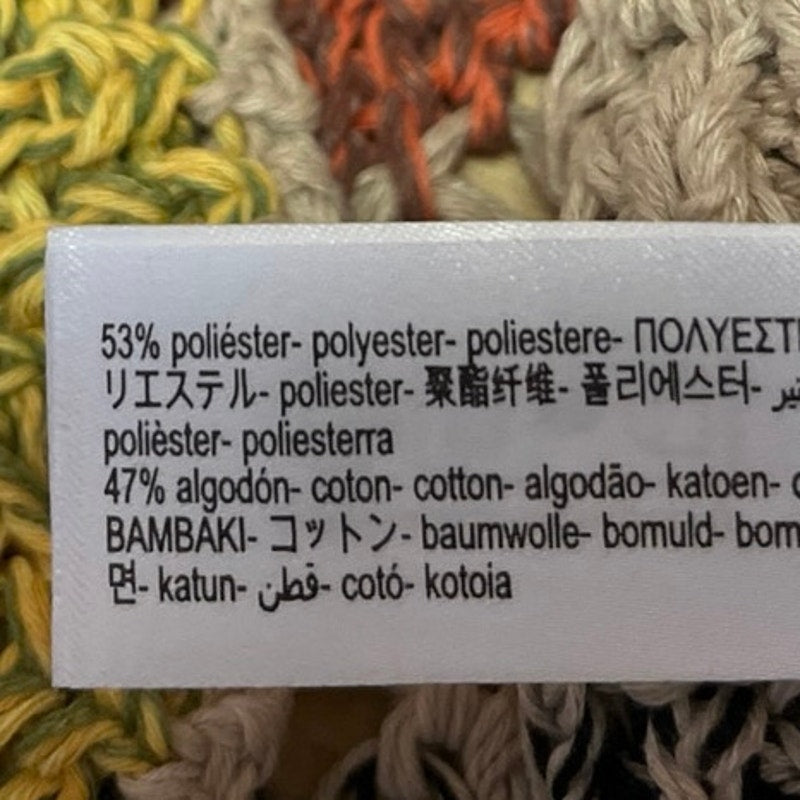 53% poliéster- polyester- poliestere- ΠΟΛΥΕΣΤ
リエステル- poliester- 聚酯纤维- 폴리에스터-
polièster- poliesterra
47% algodón- coton- cotton- algodão- katoen-
BAMBAKI- コットン- baumwolle- bomuld- bom
면- katun- قطن- cotó- kotoia